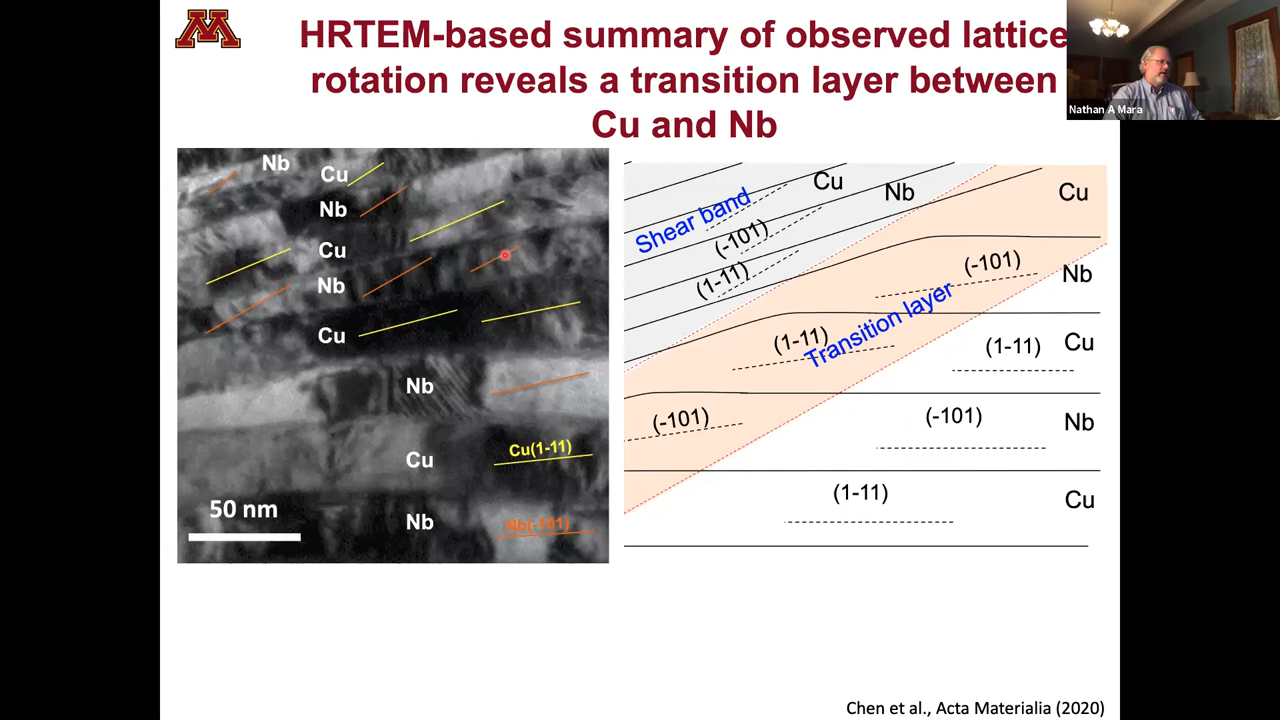 M
HRTEM-based summary of observed lattice
rotation reveals a transition layer between
Cu and Nb
Nathan A Mara
Nb
Cu
Nb
Cu
Nb
Cu
Nb
Cu
Cu(1-11)
Nb
Nb(-101)
50 nm
Shear band
Cu
Nb
Cu
(-101)
(1-11)
(-101)
Nb
Transition layer
(1-11)
(1-11)
Cu
(-101)
(-101)
Nb
(1-11)
Cu
Chen et al., Acta Materialia (2020)